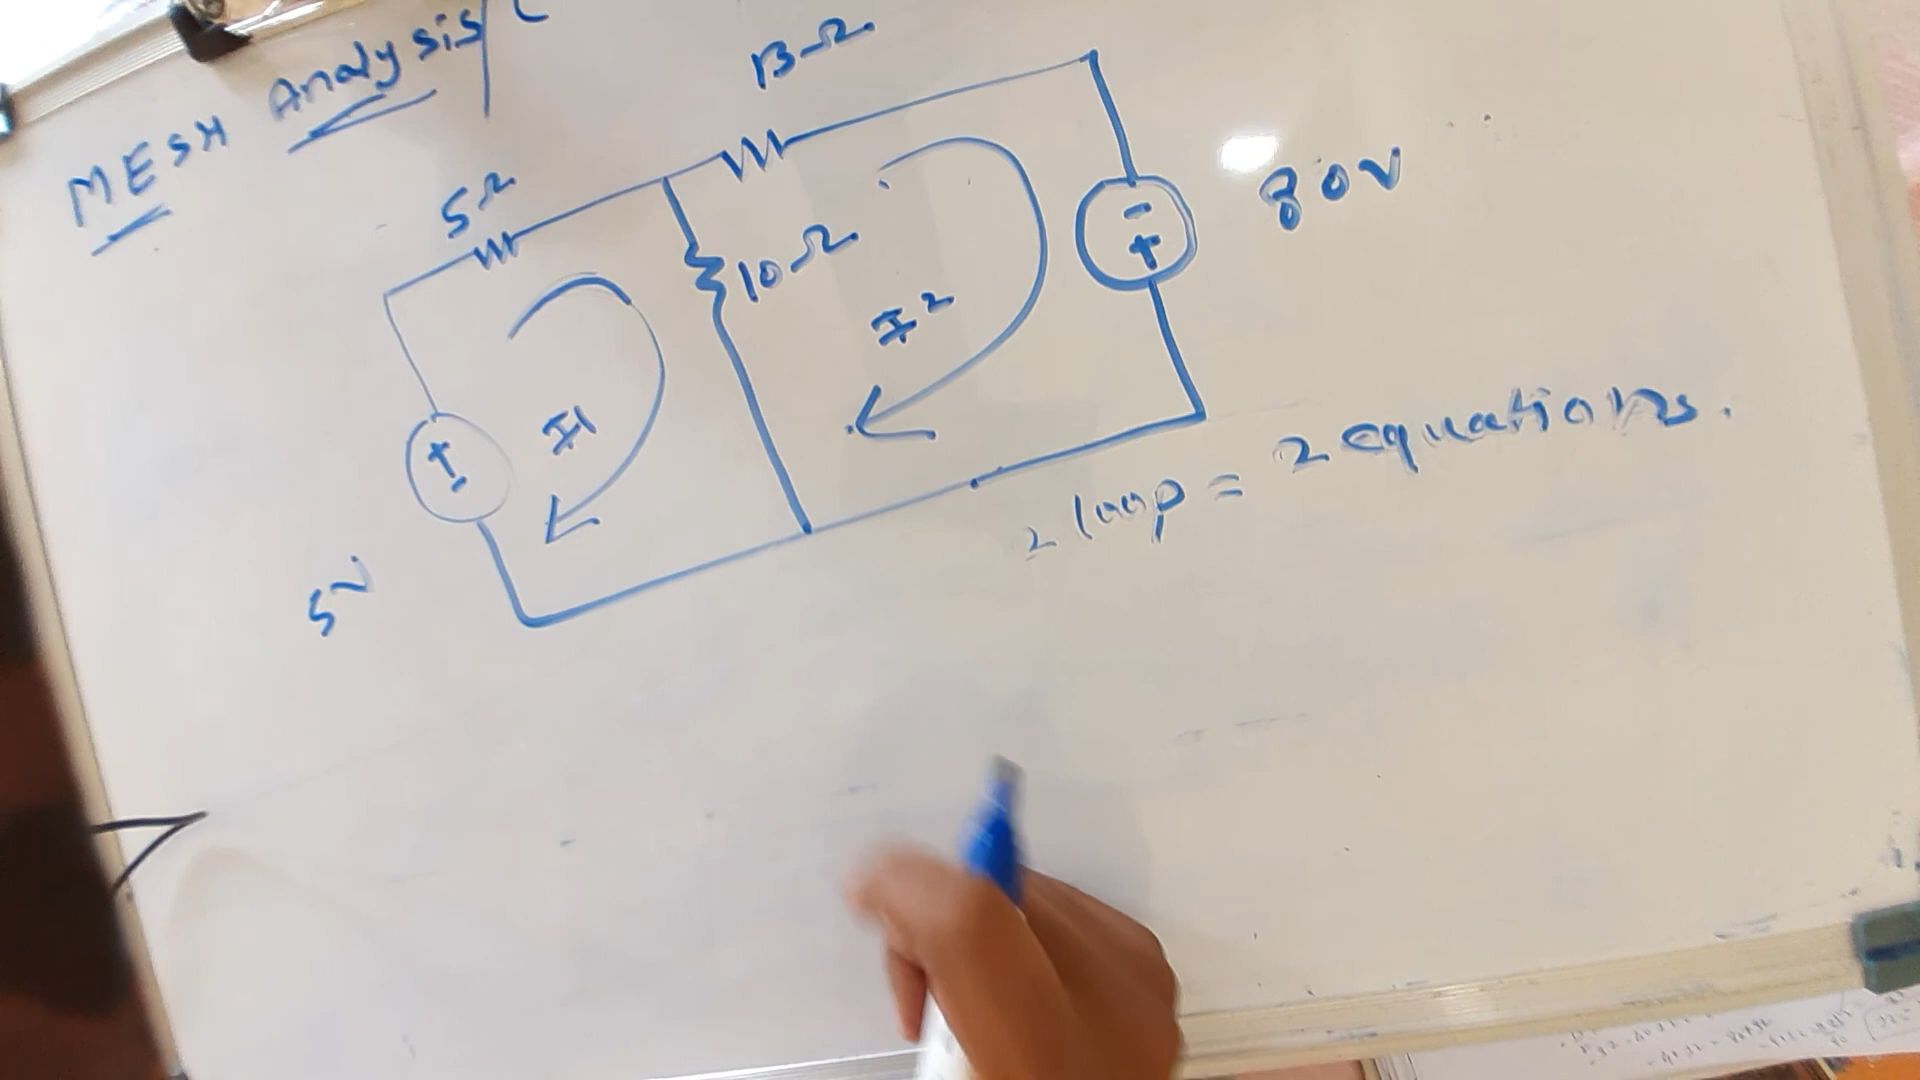 MESH Analysis/
13Ω
5Ω
10Ω
- +
80V
I2
I1
+ -
5V
2 loop = 2 equations.